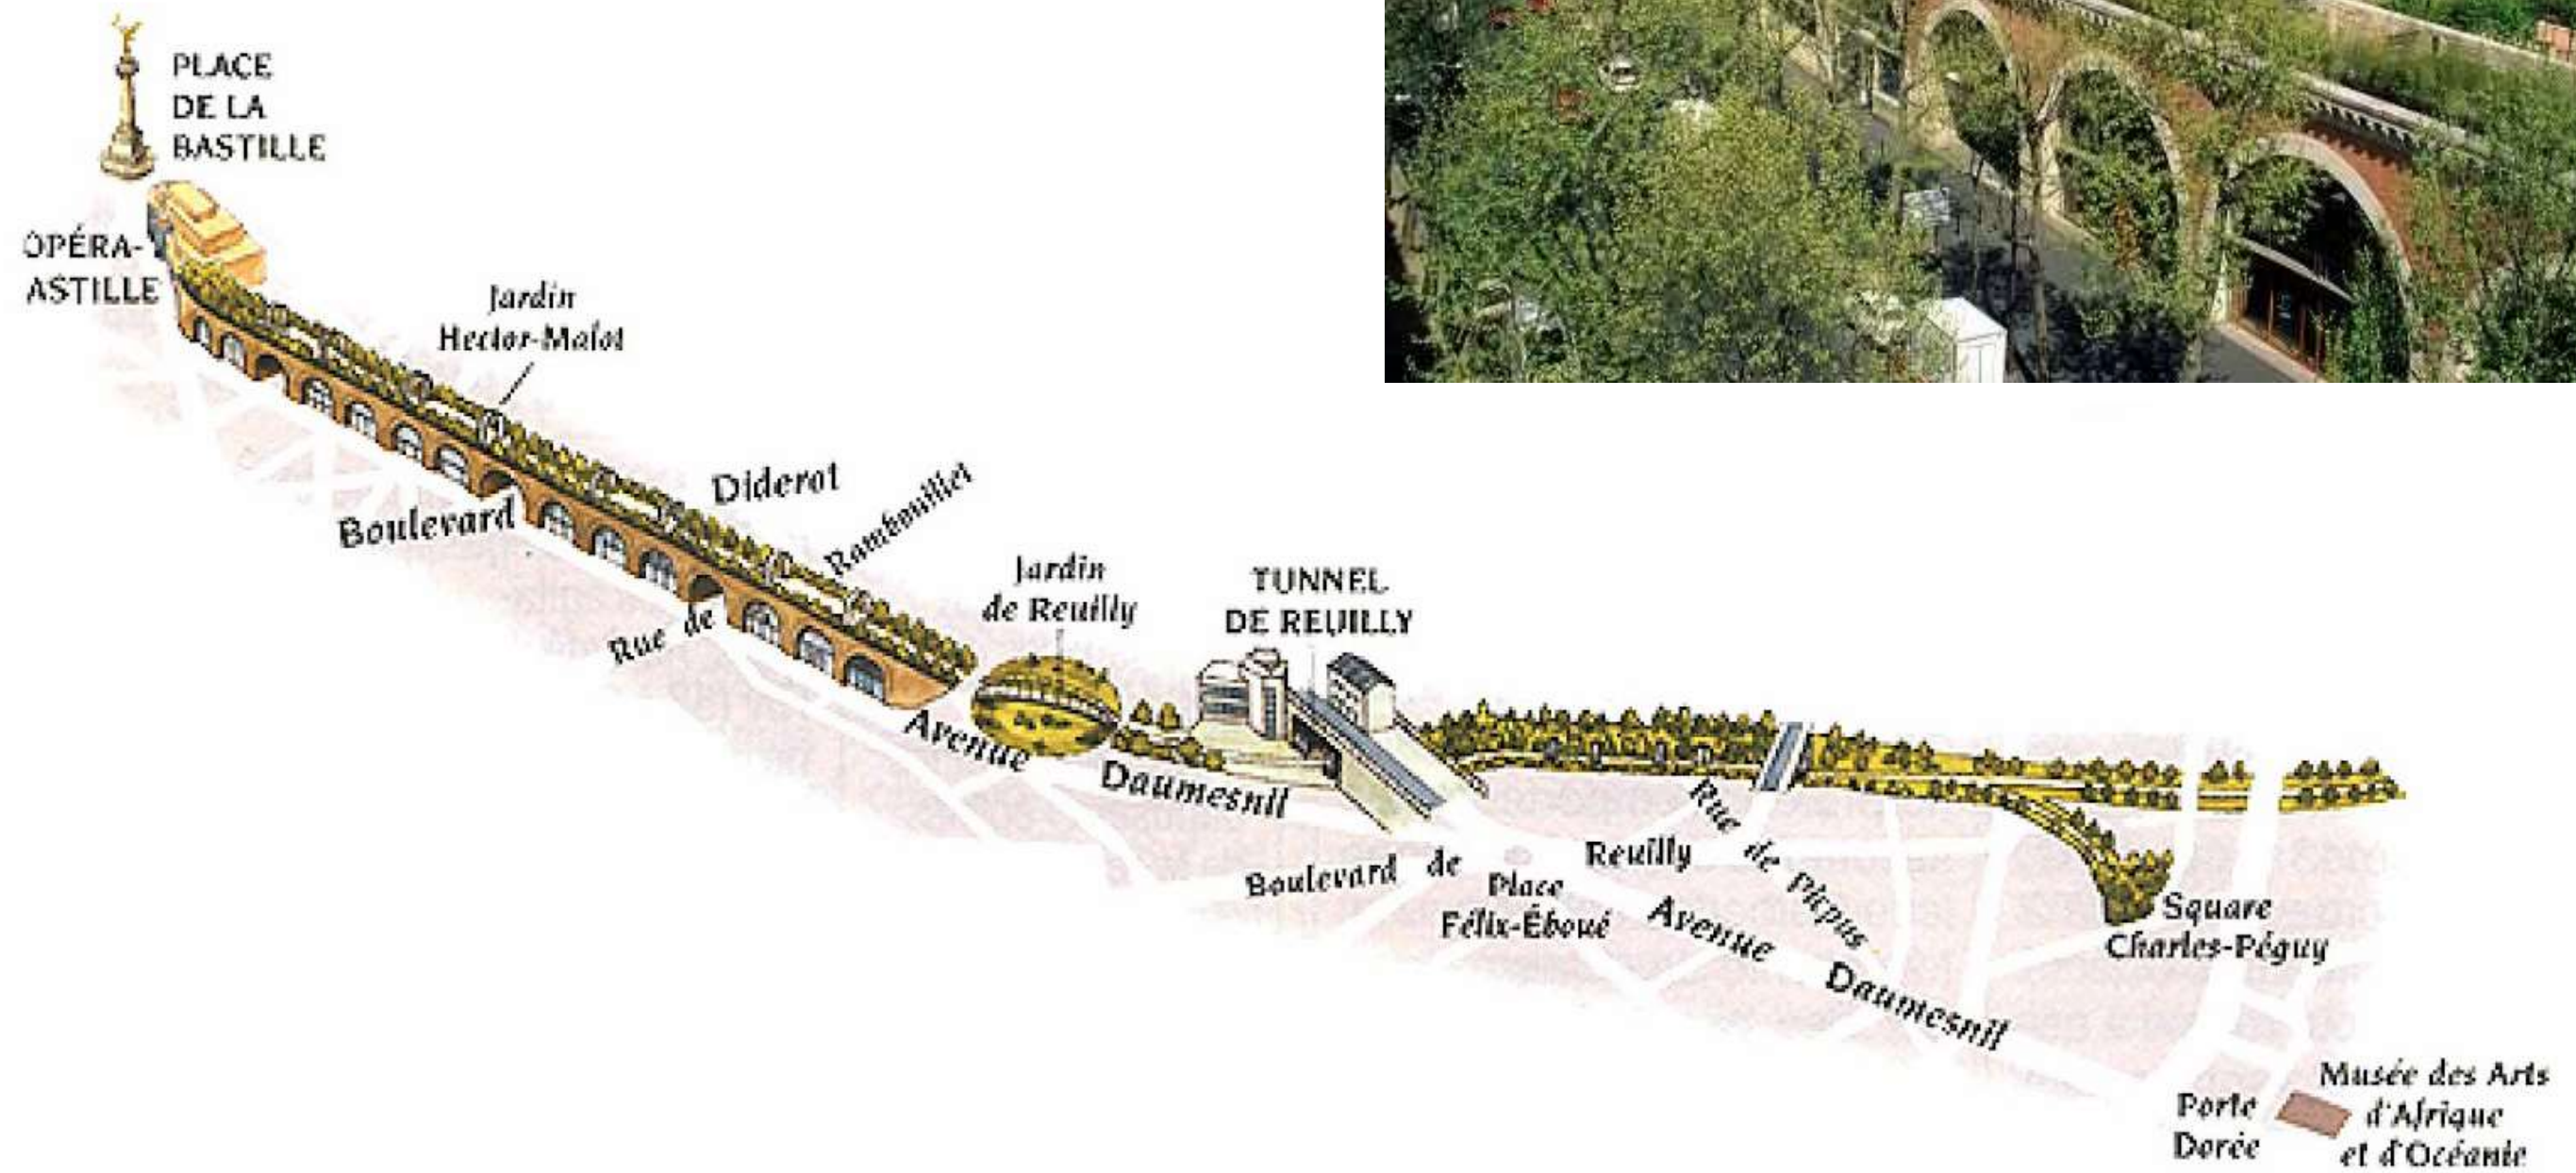 PLACE
DE LA
BASTILLE
OPÉRA-
ASTILLE
Jardin
Hector-Malot
Boulevard Diderot
Rue de Rambouillet
Jardin
de Reuilly
TUNNEL
DE REUILLY
Avenue Daumesnil
Boulevard de Reuilly
Place
Félix-Éboué
Rue de Picpus
Avenue Daumesnil
Square
Charles-Péguy
Porte
Dorée
Musée des Arts
d'Afrique
et d'Océanie